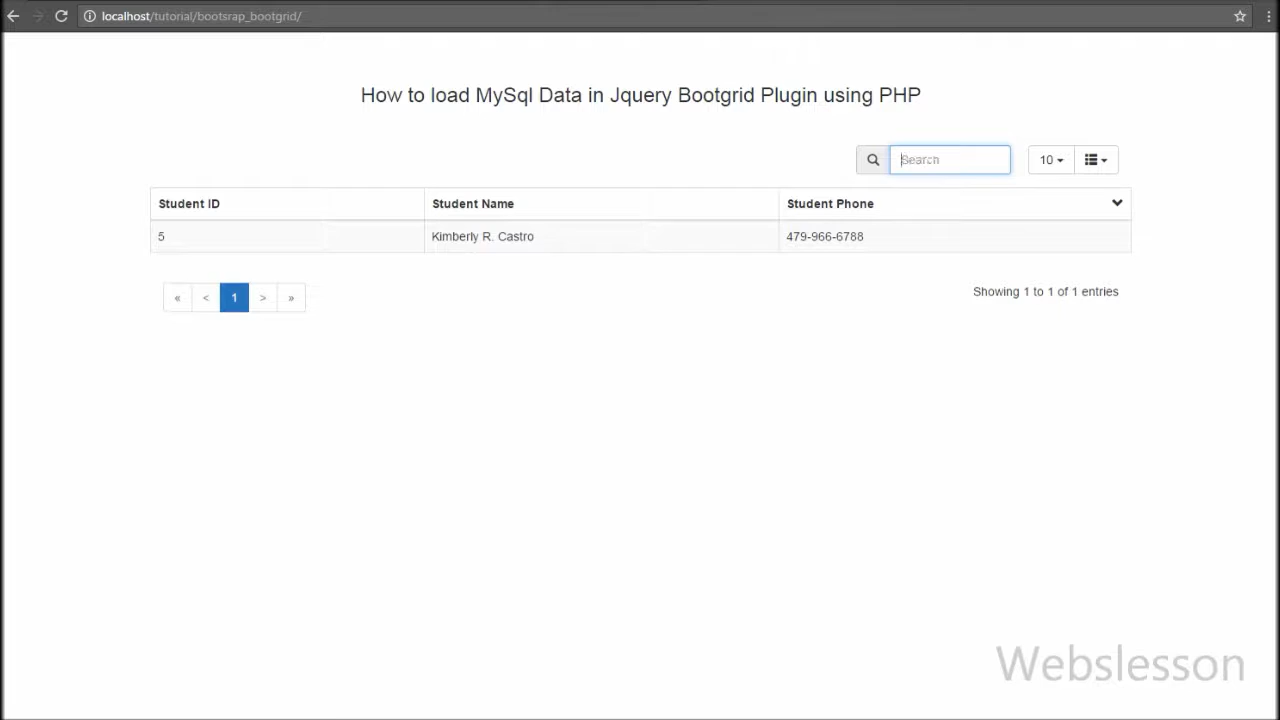 localhost/tutorial/bootsrap_bootgrid/
How to load MySql Data in Jquery Bootgrid Plugin using PHP
Search
10
Student ID Student Name Student Phone
5 Kimberly R. Castro 479-966-6788
« < 1 > »
Showing 1 to 1 of 1 entries
Webslesson